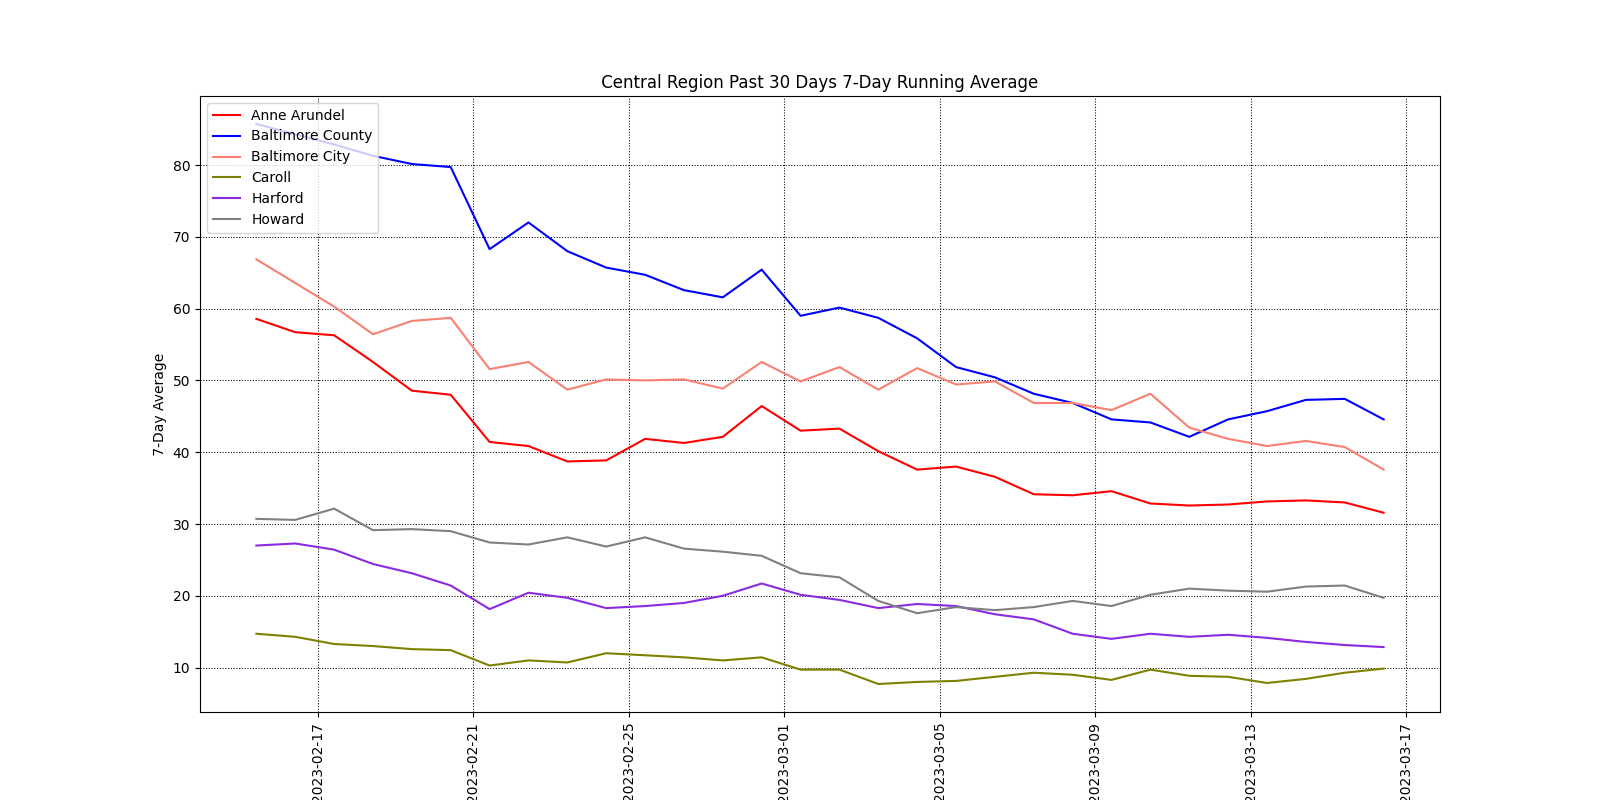 Central Region Past 30 Days 7-Day Running Average
Anne Arundel
Baltimore County
Baltimore City
Caroll
Harford
Howard
7-Day Average
80
70
60
50
40
30
20
10
2023-02-17
2023-02-21
2023-02-25
2023-03-01
2023-03-05
2023-03-09
2023-03-13
2023-03-17